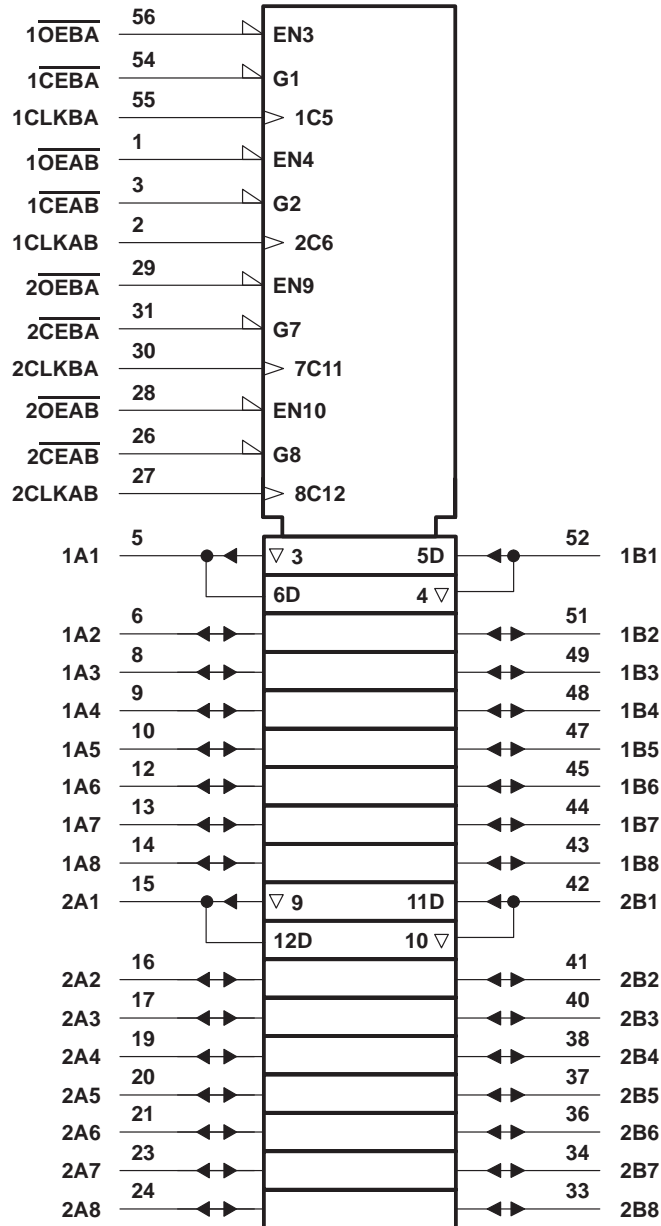 1OEBA 56 EN3
1CEBA 54 G1
1CLKBA 55 1C5
1OEAB 1 EN4
1CEAB 3 G2
1CLKAB 2 2C6
2OEBA 29 EN9
2CEBA 31 G7
2CLKBA 30 7C11
2OEAB 28 EN10
2CEAB 26 G8
2CLKAB 27 8C12
1A1 5 ▽ 3 5D 52 1B1
6D 4 ▽
1A2 6 51 1B2
1A3 8 49 1B3
1A4 9 48 1B4
1A5 10 47 1B5
1A6 12 45 1B6
1A7 13 44 1B7
1A8 14 43 1B8
2A1 15 ▽ 9 11D 42 2B1
12D 10 ▽
2A2 16 41 2B2
2A3 17 40 2B3
2A4 19 38 2B4
2A5 20 37 2B5
2A6 21 36 2B6
2A7 23 34 2B7
2A8 24 33 2B8